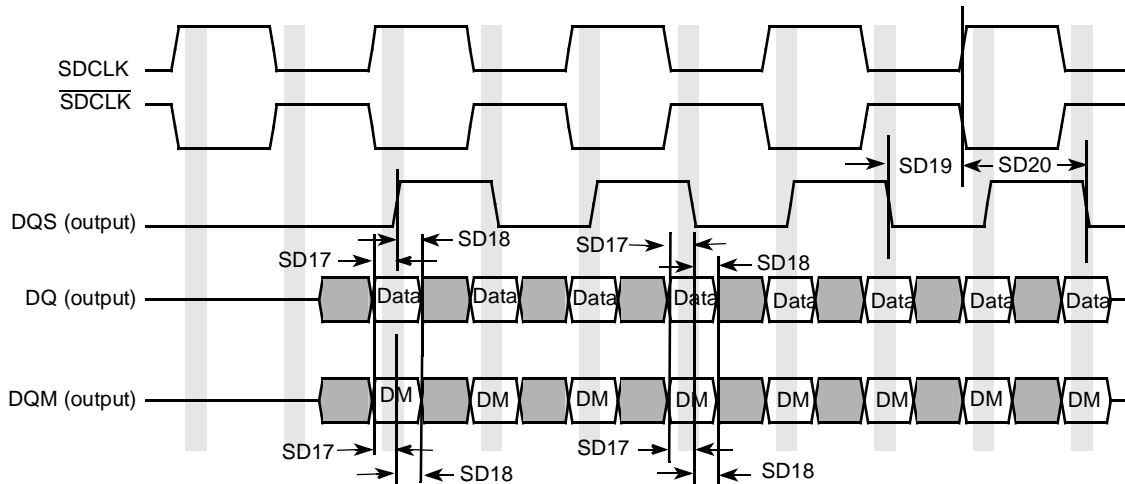 SDCLK
SDCLK
SD19
SD20
DQS (output)
SD18
SD17
SD17
SD18
DQ (output)
Data
Data
Data
Data
Data
Data
Data
Data
DQM (output)
DM
DM
DM
DM
DM
DM
DM
DM
SD17
SD17
SD18
SD18